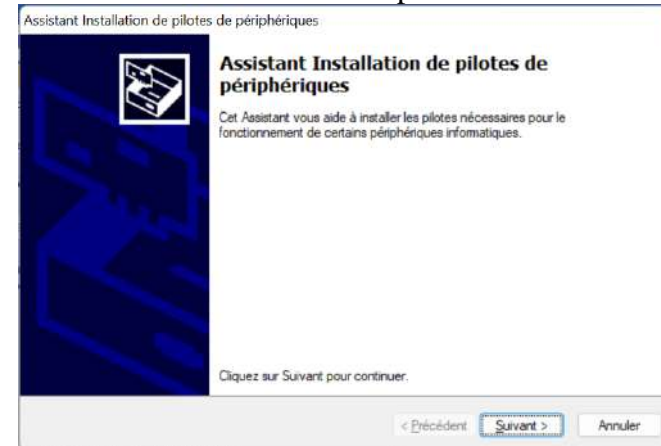 Assistant Installation de pilotes de périphériques
Assistant Installation de pilotes de
périphériques
Cet Assistant vous aide à installer les pilotes nécessaires pour le
fonctionnement de certains périphériques informatiques.
Cliquez sur Suivant pour continuer.
< Précédent Suivant > Annuler